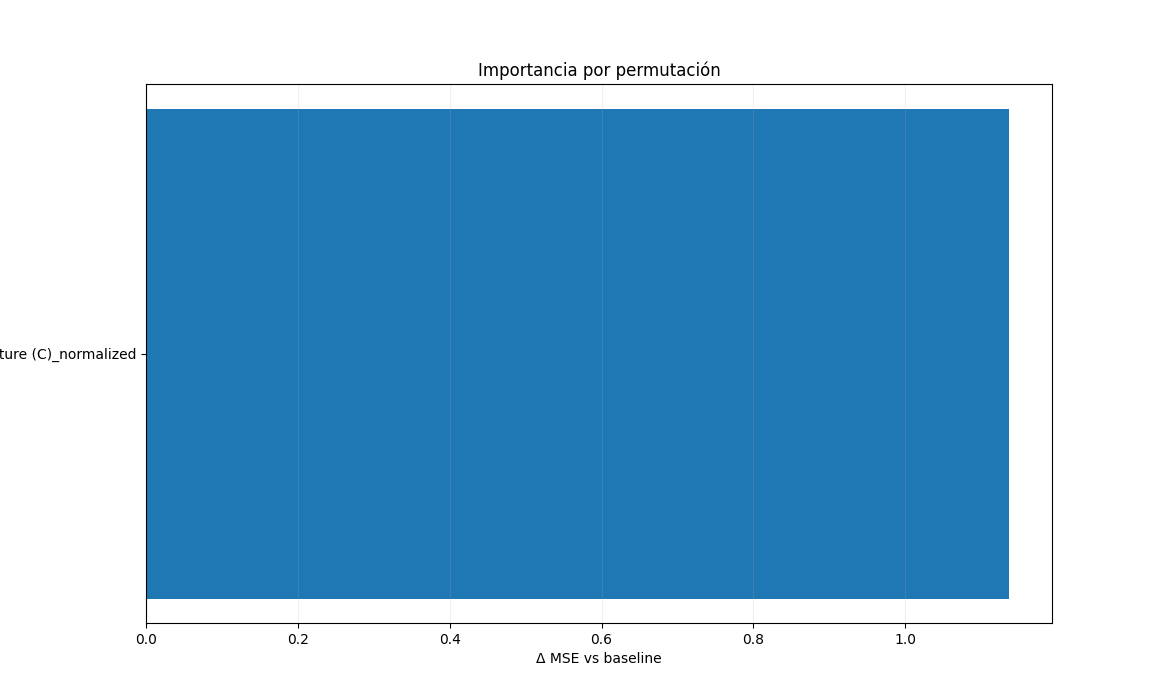 Importancia por permutación
ture (C)_normalized
0.0 0.2 0.4 0.6 0.8 1.0
Δ MSE vs baseline